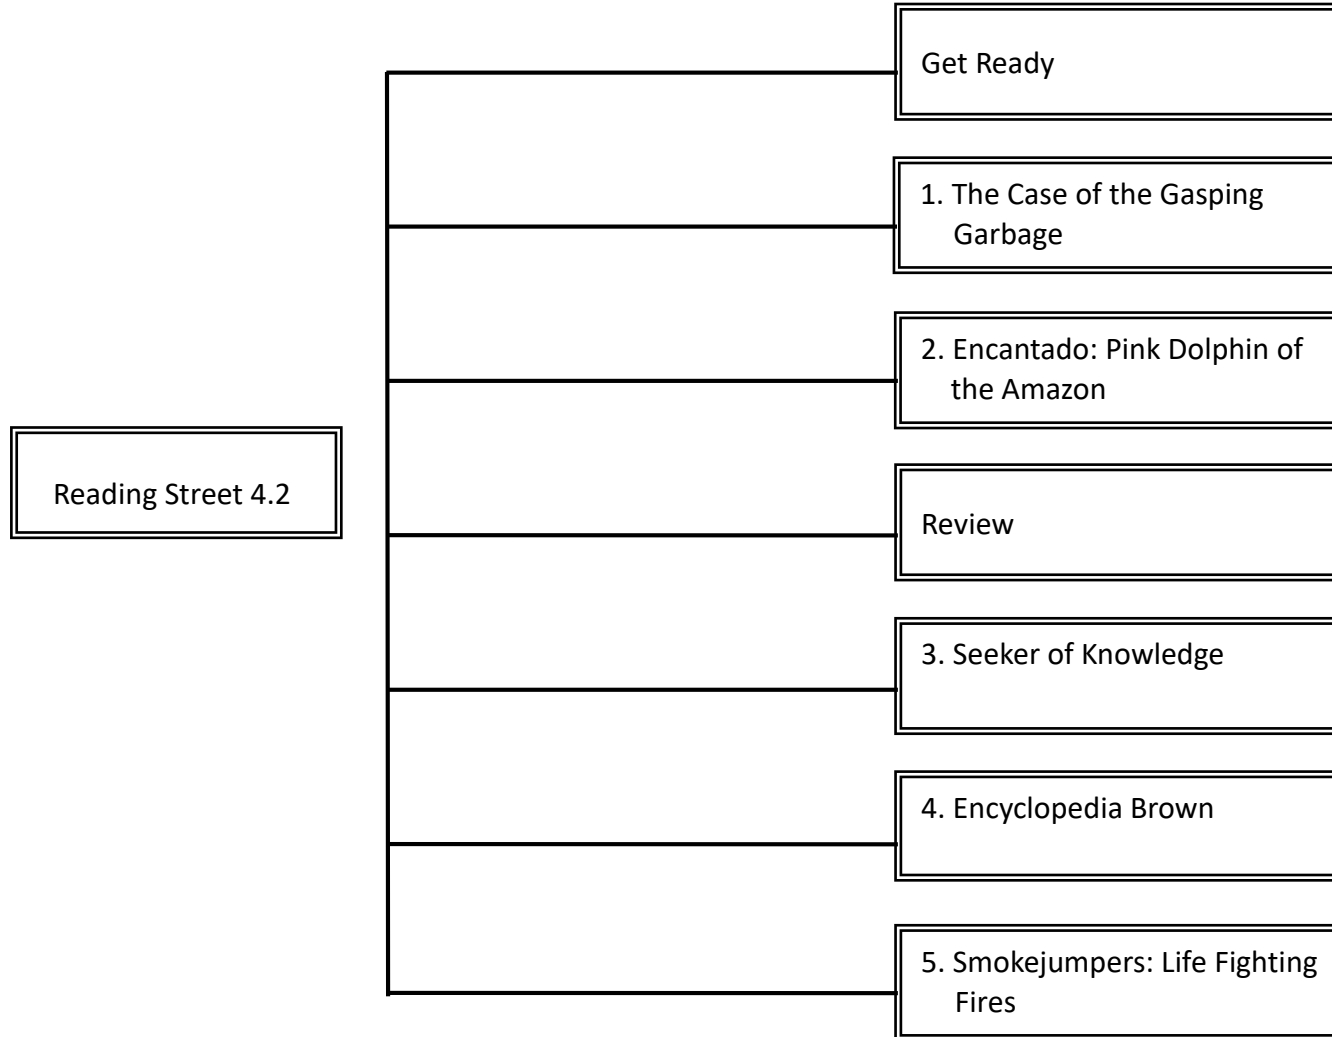 Reading Street 4.2
Get Ready
1. The Case of the Gasping
Garbage
2. Encantado: Pink Dolphin of
the Amazon
Review
3. Seeker of Knowledge
4. Encyclopedia Brown
5. Smokejumpers: Life Fighting
Fires